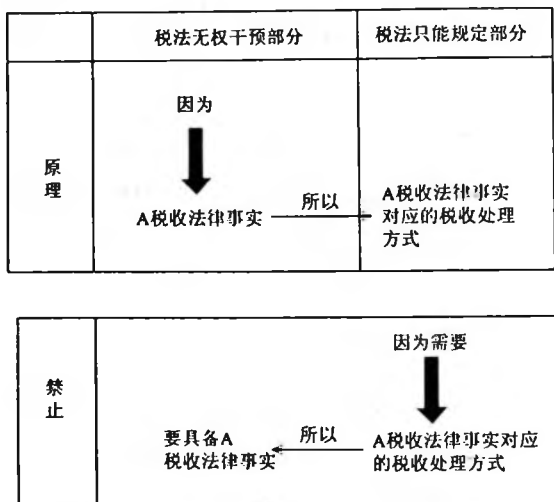 税法无权干预部分
税法只能规定部分
原
理
因为
A税收法律事实
所以
A税收法律事实
对应的税收处理
方式
禁
止
因为需要
要具备A
税收法律事实
所以
A税收法律事实对应
的税收处理方式